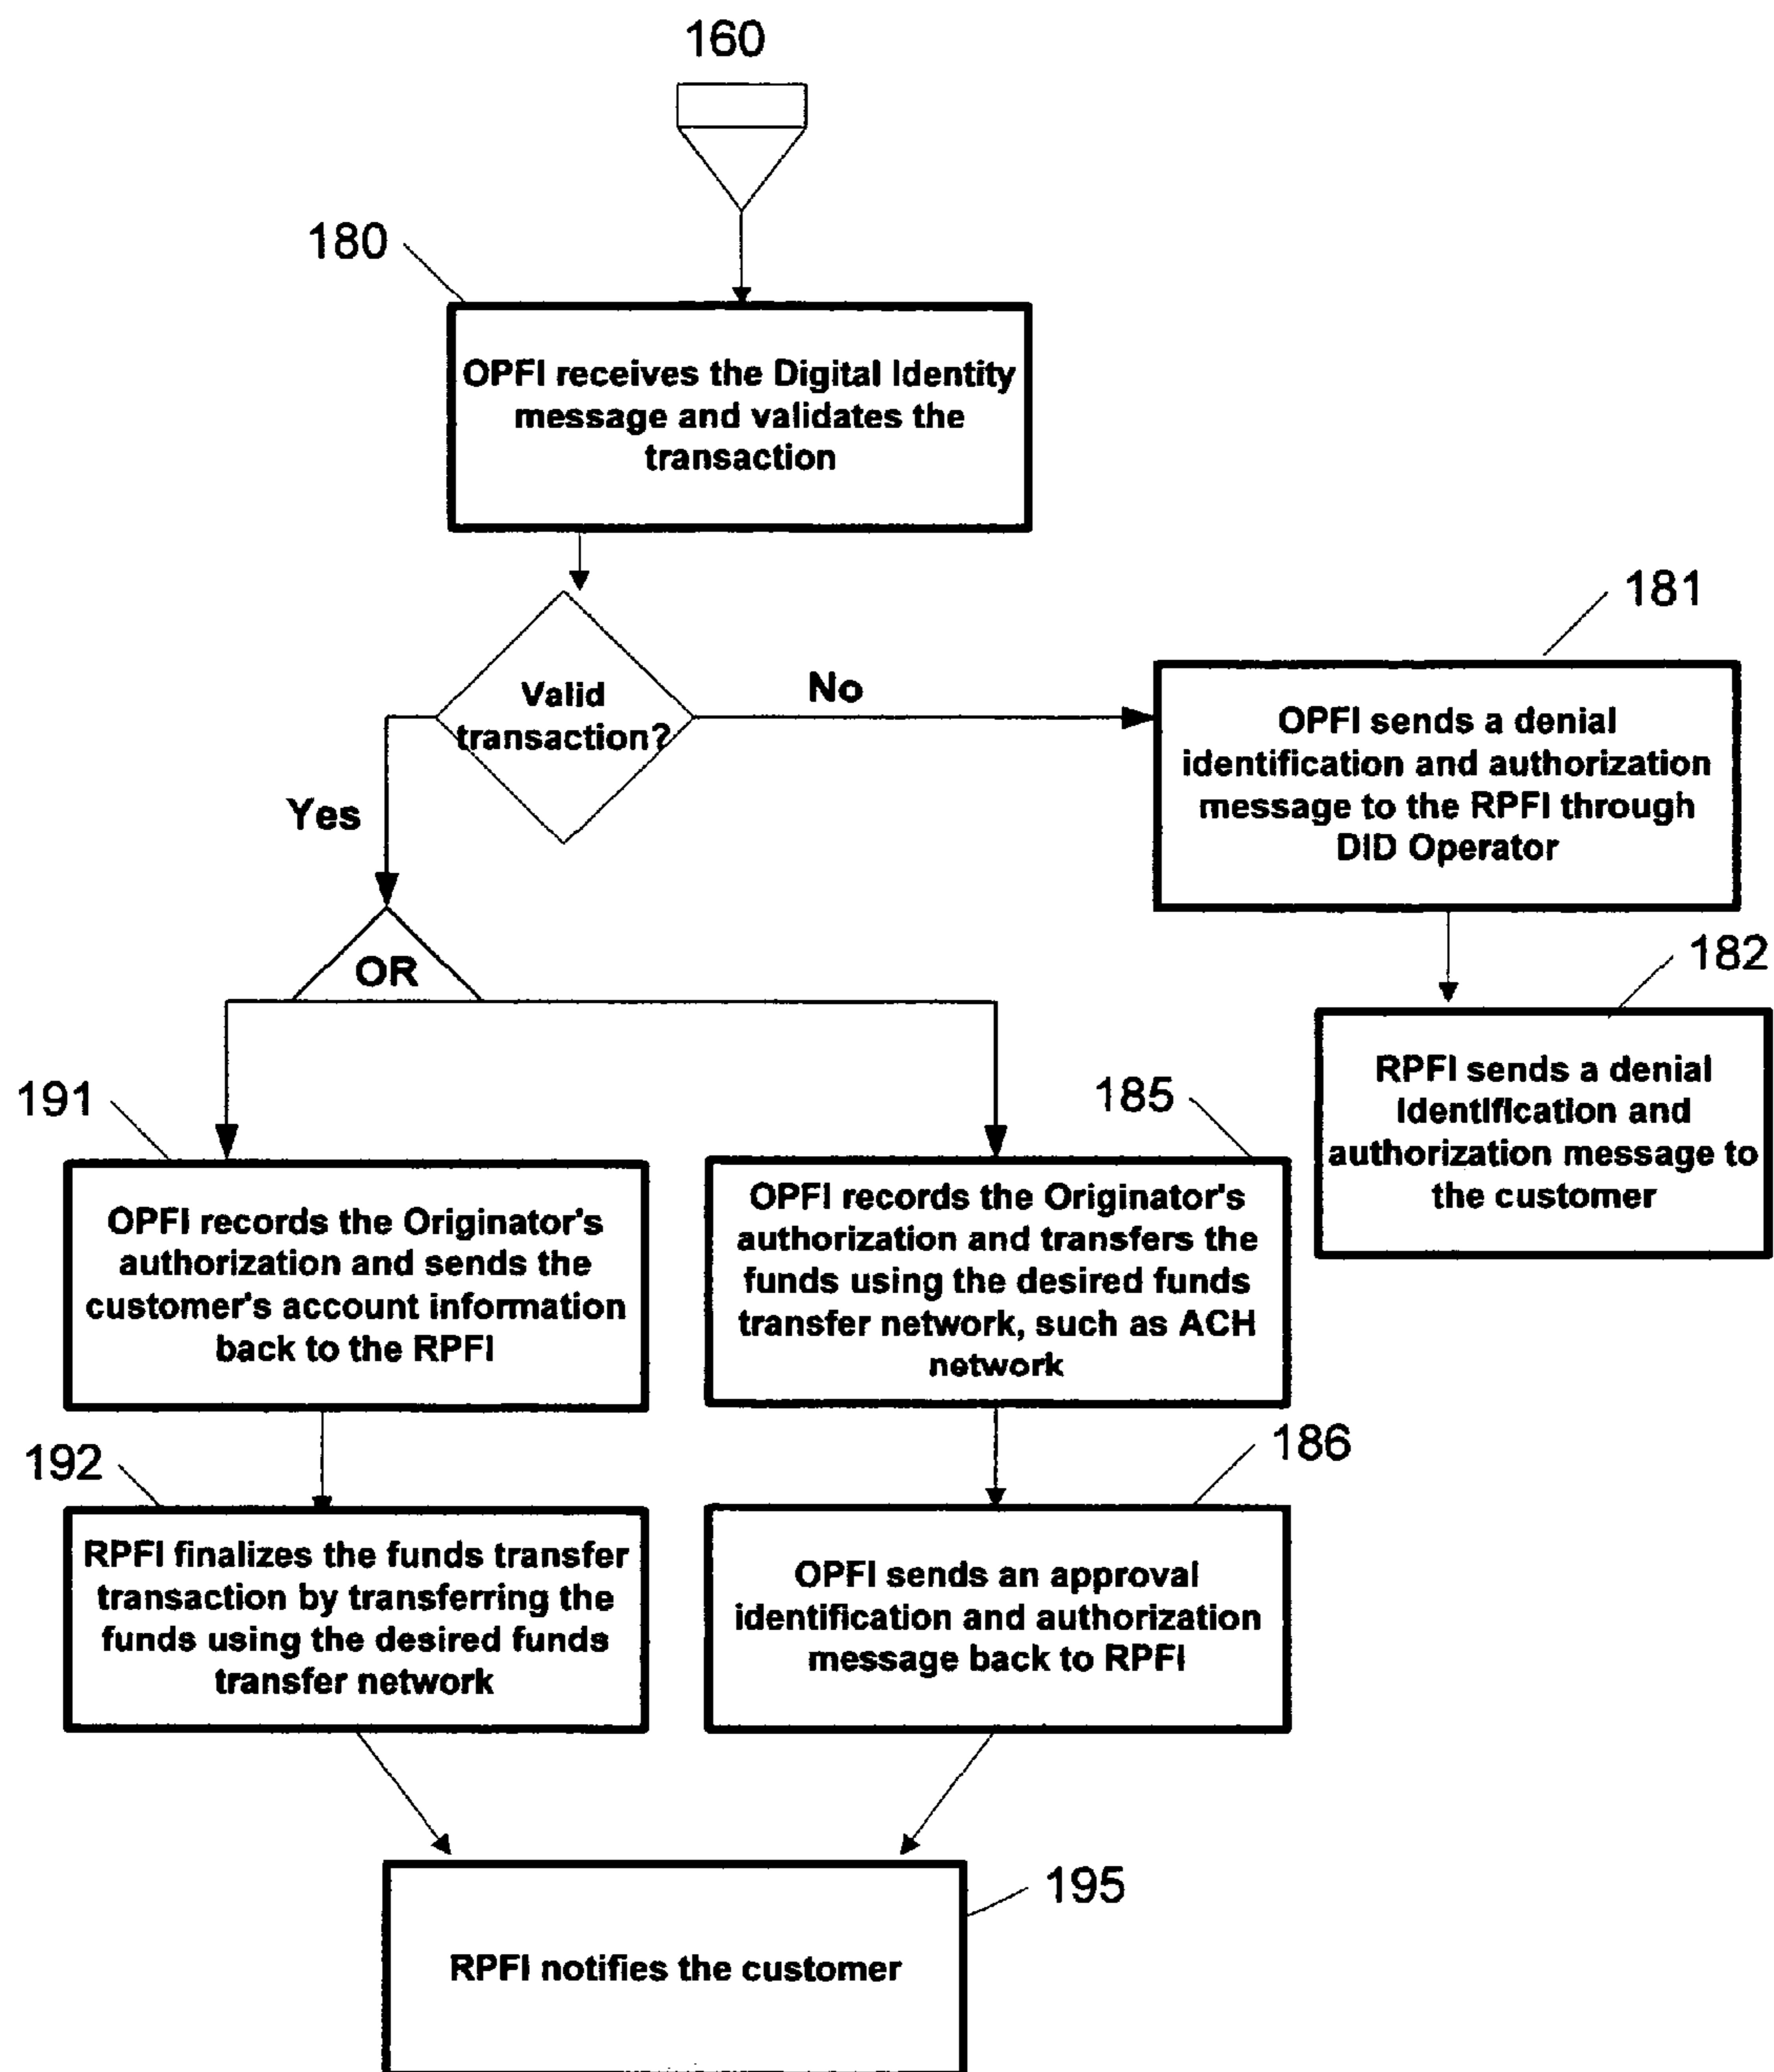 160
180
OPFI receives the Digital Identity
message and validates the
transaction
181
Valid
transaction?
No
Yes
OPFI sends a denial
identification and authorization
message to the RPFI through
DID Operator
OR
182
RPFI sends a denial
identification and
authorization message to
the customer
191
OPFI records the Originator's
authorization and sends the
customer's account information
back to the RPFI
185
OPFI records the Originator's
authorization and transfers the
funds using the desired funds
transfer network, such as ACH
network
192
RPFI finalizes the funds transfer
transaction by transferring the
funds using the desired funds
transfer network
186
OPFI sends an approval
identification and authorization
message back to RPFI
195
RPFI notifies the customer